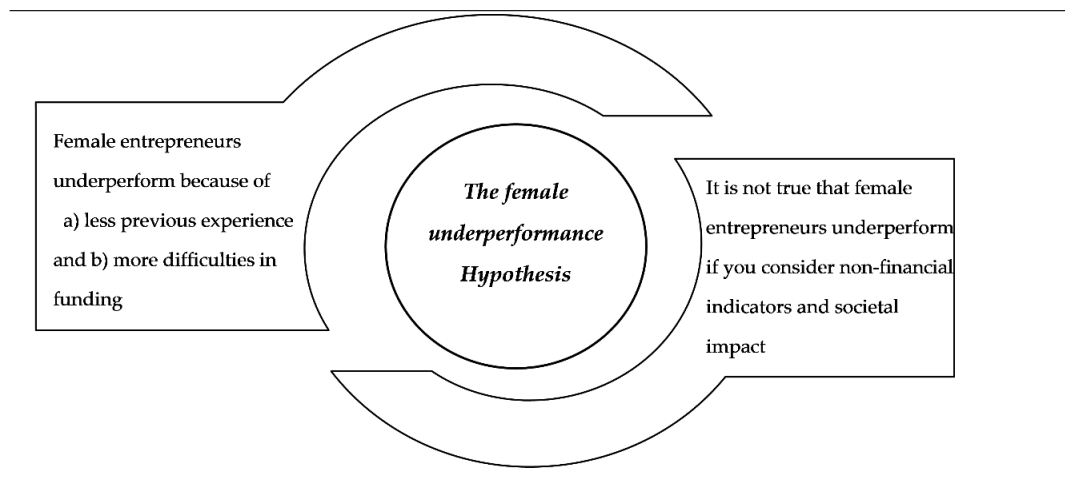 Female entrepreneurs
underperform because of
a) less previous experience
and b) more difficulties in
funding
The female
underperformance
Hypothesis
It is not true that female
entrepreneurs underperform
if you consider non-financial
indicators and societal
impact